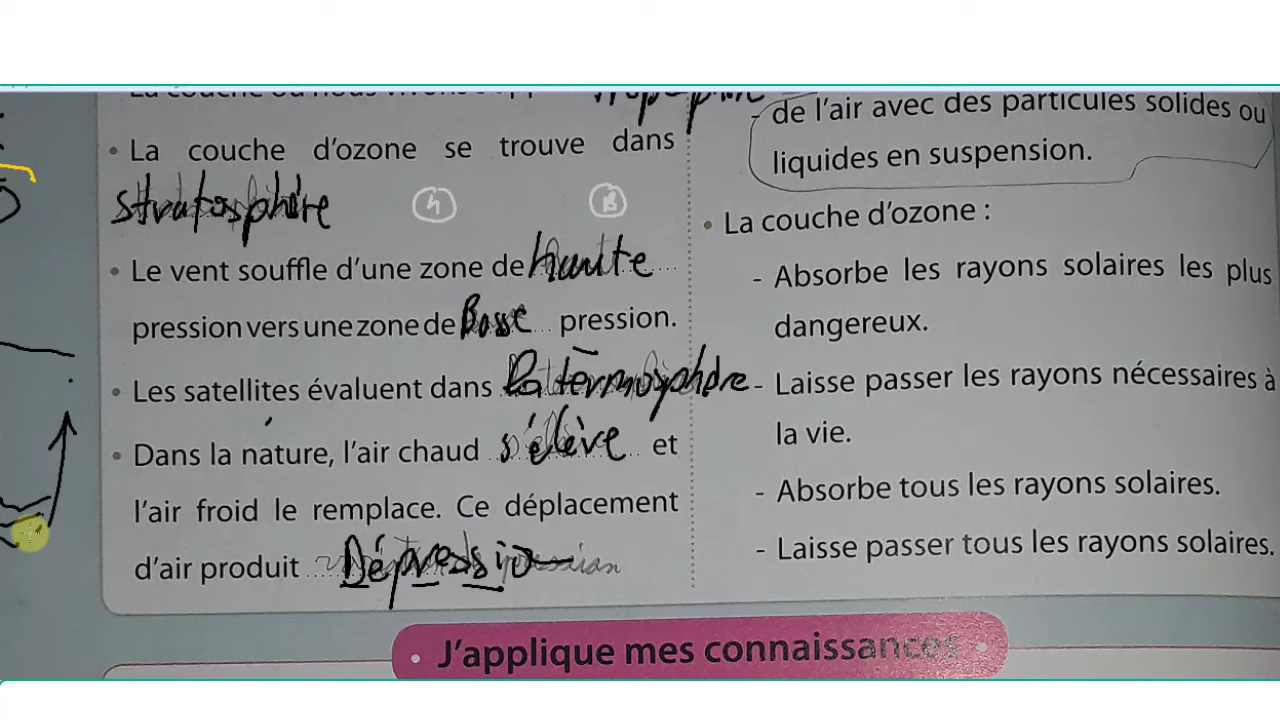 La couche d'ozone se trouve dans
stratosphère
Le vent souffle d'une zone de haute
pression vers une zone de Basse pression.
Les satellites évaluent dans La
Dans la nature, l'air chaud s'élève et
l'air froid le remplace. Ce déplacement
d'air produit Dépressio
de l'air avec des particules solides ou
liquides en suspension.
La couche d'ozone :
- Absorbe les rayons solaires les plus
dangereux.
- Laisse passer les rayons nécessaires à
la vie.
- Absorbe tous les rayons solaires.
- Laisse passer tous les rayons solaires.
J'applique mes connaissances